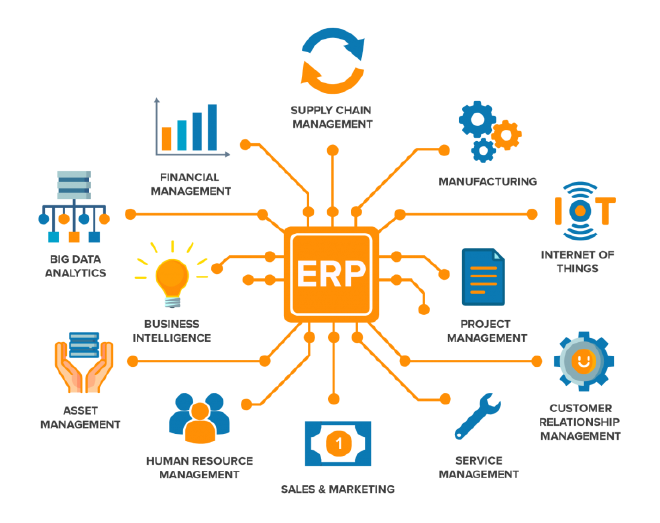 SUPPLY CHAIN
MANAGEMENT
FINANCIAL
MANAGEMENT
MANUFACTURING
BIG DATA
ANALYTICS
IOT
INTERNET OF
THINGS
ERP
BUSINESS
INTELLIGENCE
PROJECT
MANAGEMENT
ASSET
MANAGEMENT
CUSTOMER
RELATIONSHIP
MANAGEMENT
HUMAN RESOURCE
MANAGEMENT
1
SALES & MARKETING
SERVICE
MANAGEMENT